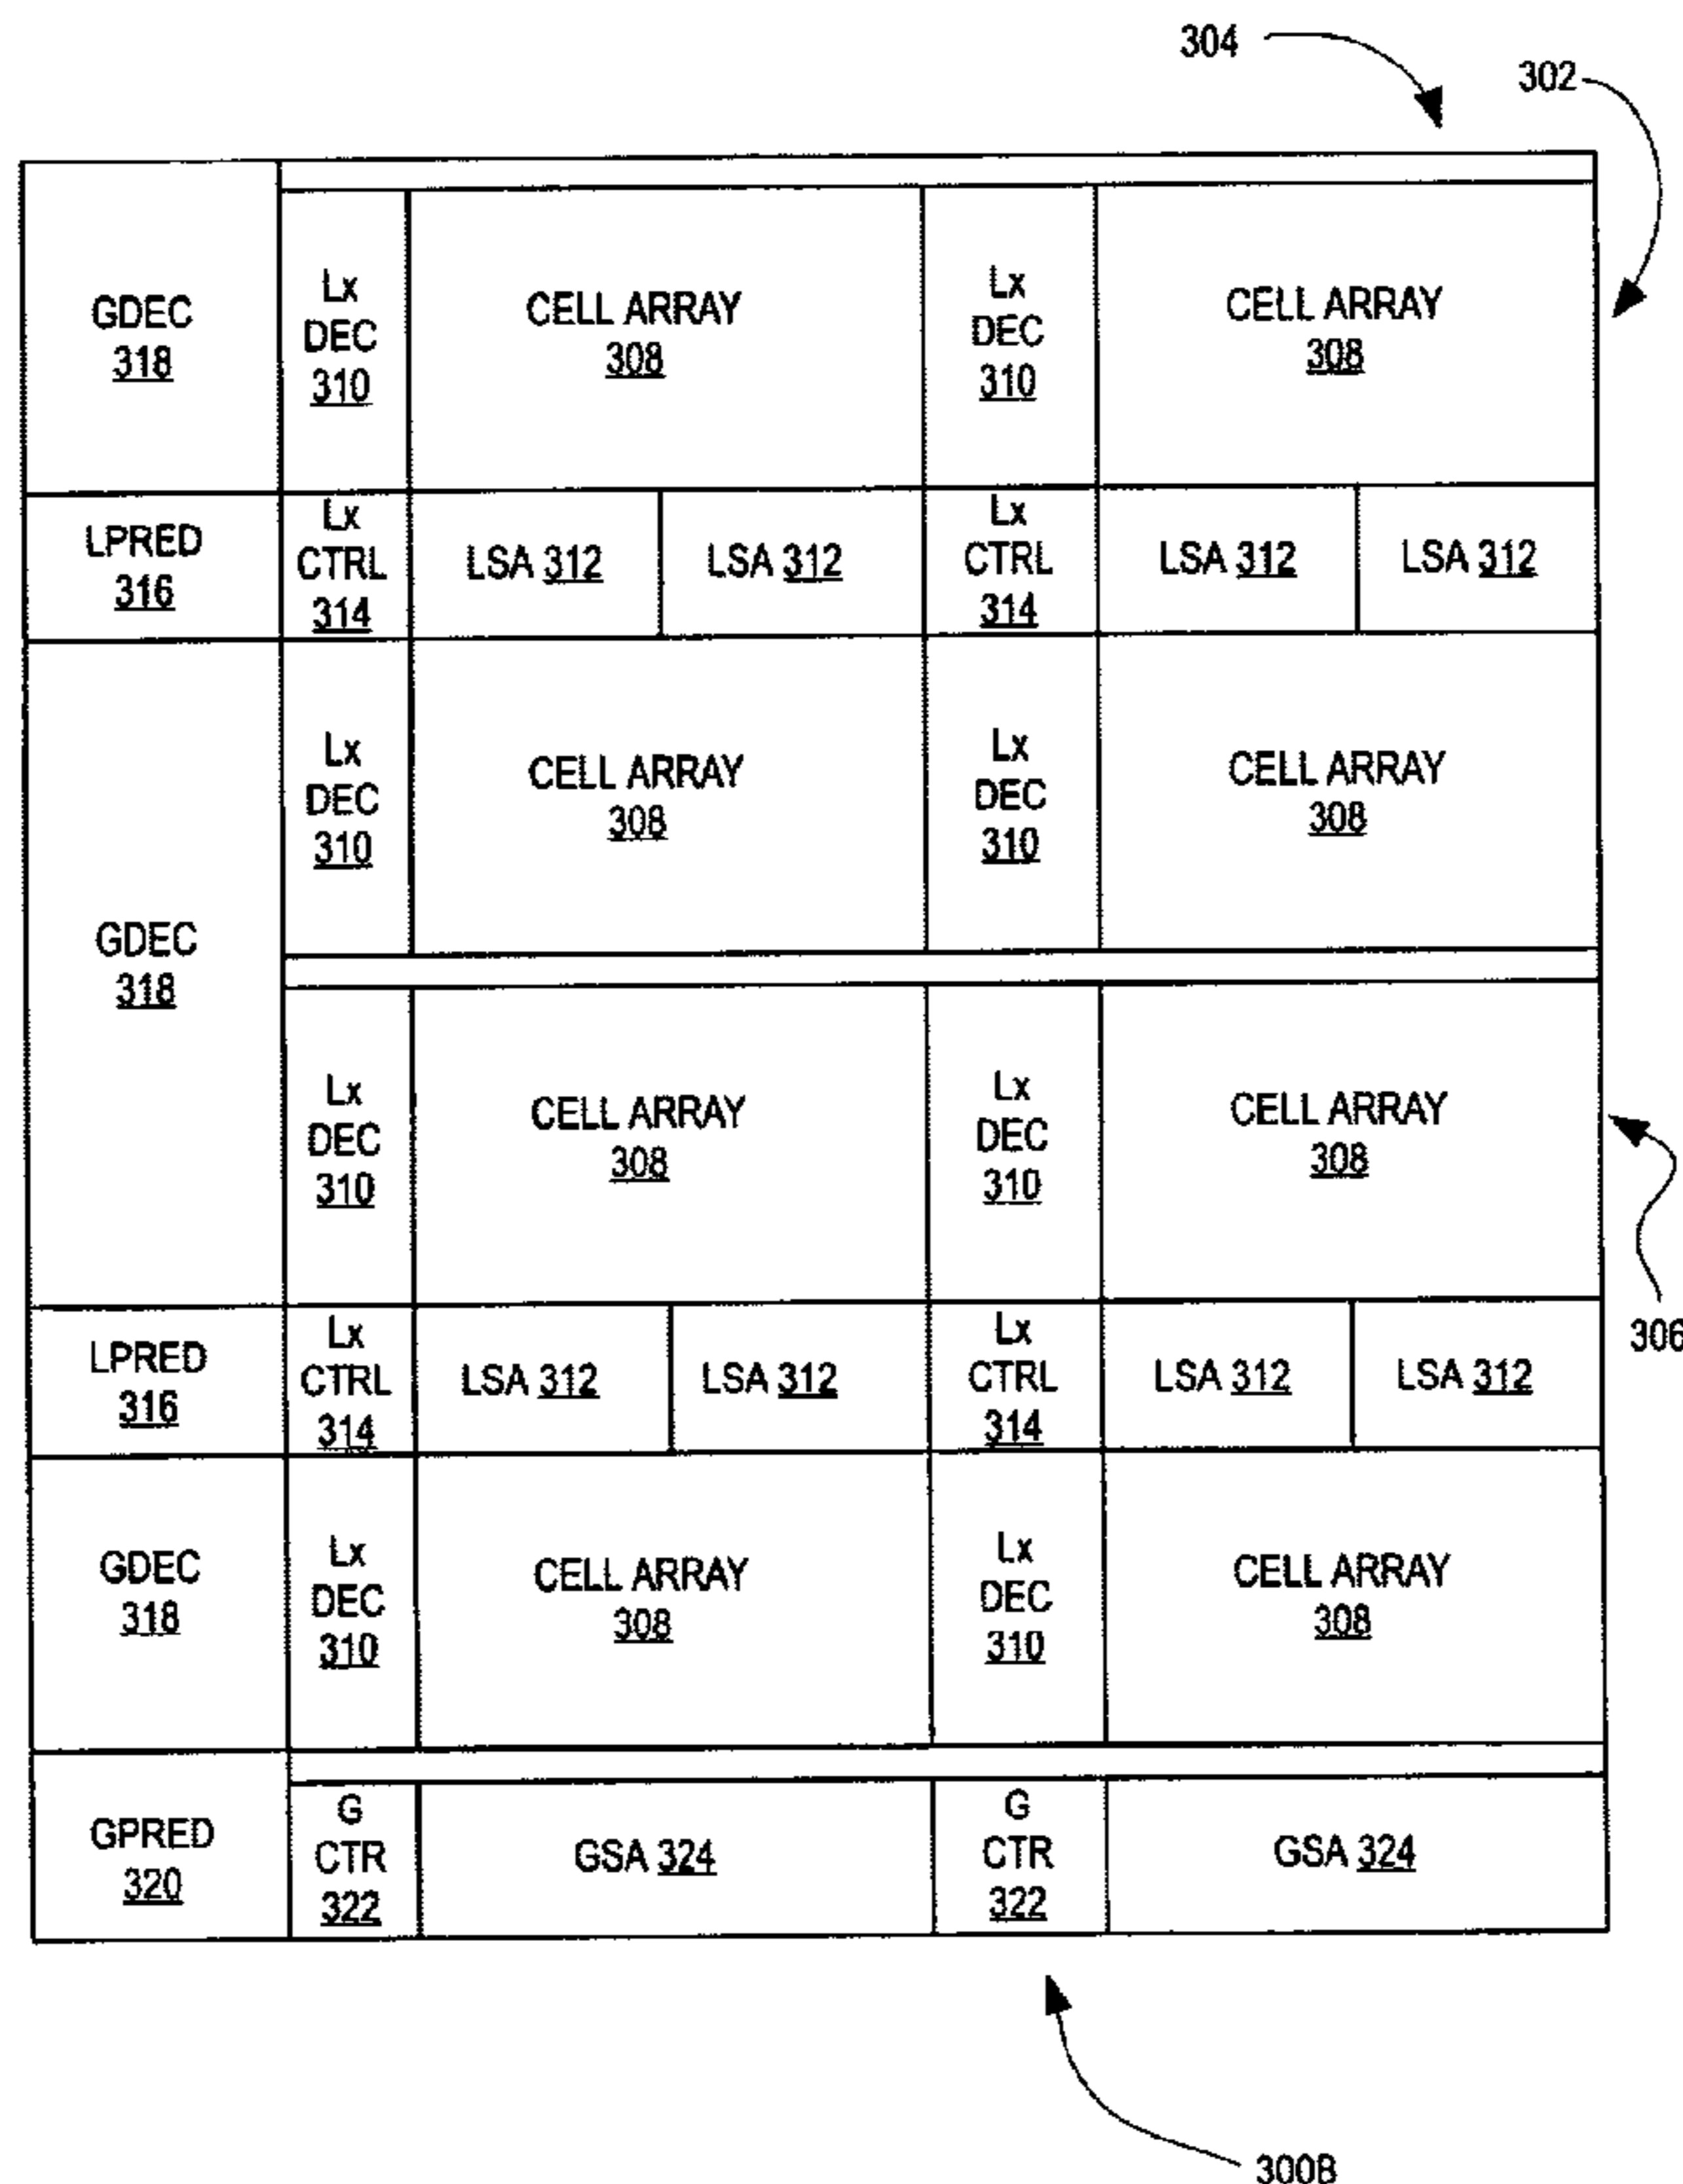 304
302
GDEC
318
Lx
DEC
310
CELL ARRAY
308
Lx
DEC
310
CELL ARRAY
308
LPRED
316
Lx
CTRL
314
LSA 312
LSA 312
Lx
CTRL
314
LSA 312
LSA 312
GDEC
318
Lx
DEC
310
CELL ARRAY
308
Lx
DEC
310
CELL ARRAY
308
Lx
DEC
310
CELL ARRAY
308
Lx
DEC
310
CELL ARRAY
308
306
LPRED
316
Lx
CTRL
314
LSA 312
LSA 312
Lx
CTRL
314
LSA 312
LSA 312
GDEC
318
Lx
DEC
310
CELL ARRAY
308
Lx
DEC
310
CELL ARRAY
308
GPRED
320
G
CTR
322
GSA 324
G
CTR
322
GSA 324
300B